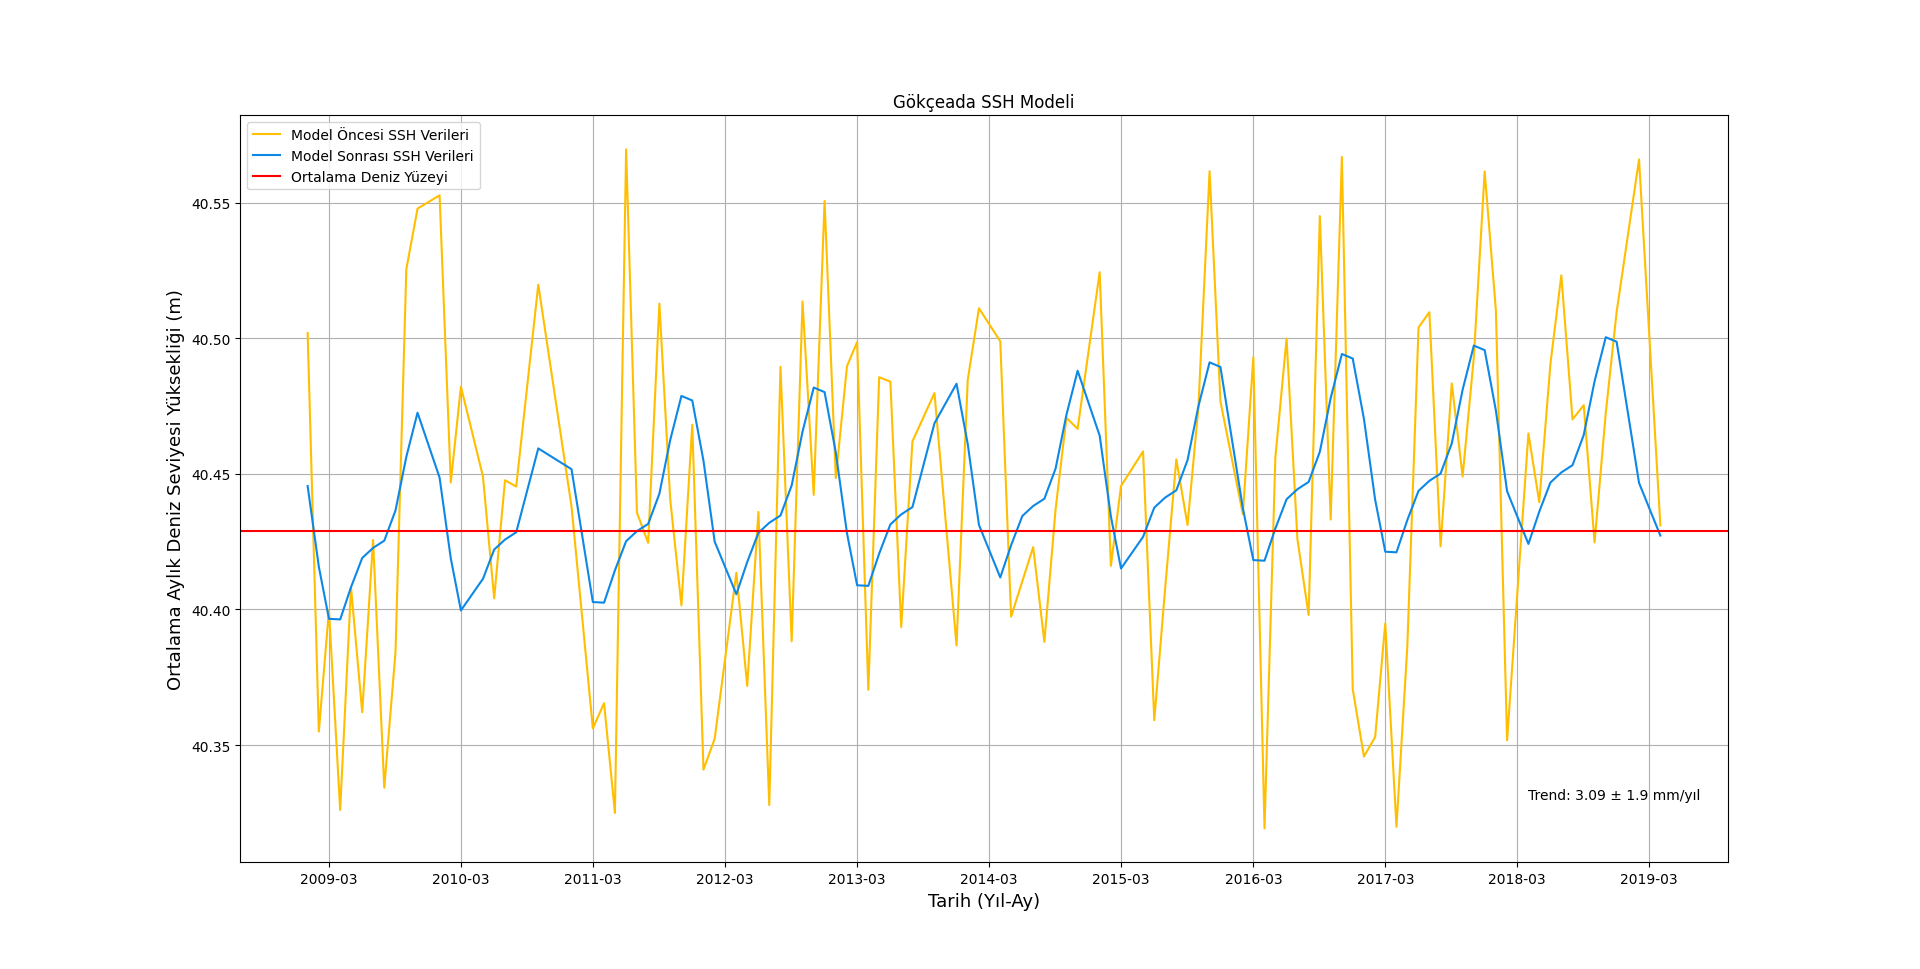 Gökçeada SSH Modeli
Model Öncesi SSH Verileri
Model Sonrası SSH Verileri
Ortalama Deniz Yüzeyi
Ortalama Aylık Deniz Seviyesi Yüksekliği (m)
40.55
40.50
40.45
40.40
40.35
Trend: 3.09 ± 1.9 mm/yıl
2009-03 2010-03 2011-03 2012-03 2013-03 2014-03 2015-03 2016-03 2017-03 2018-03 2019-03
Tarih (Yıl-Ay)